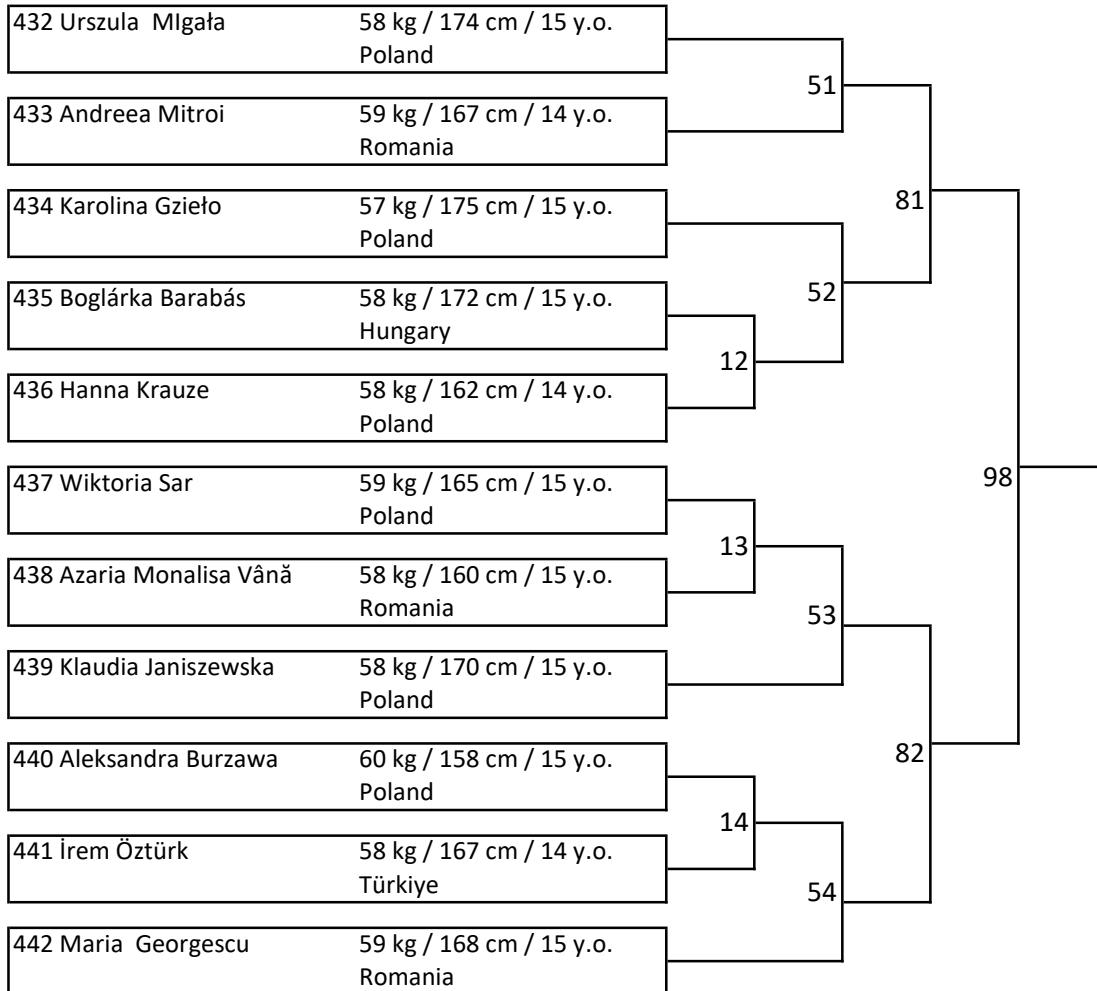 432 Urszula  MIgała 58 kg / 174 cm / 15 y.o.
Poland
51
433 Andreea Mitroi 59 kg / 167 cm / 14 y.o.
Romania
434 Karolina Gzieło 57 kg / 175 cm / 15 y.o.
81
Poland
435 Boglárka Barabás 58 kg / 172 cm / 15 y.o.
52
Hungary
12
436 Hanna Krauze 58 kg / 162 cm / 14 y.o.
Poland
437 Wiktoria Sar 59 kg / 165 cm / 15 y.o.
98
Poland
13
438 Azaria Monalisa Vână 58 kg / 160 cm / 15 y.o.
Romania
53
439 Klaudia Janiszewska 58 kg / 170 cm / 15 y.o.
Poland
440 Aleksandra Burzawa 60 kg / 158 cm / 15 y.o.
82
Poland
14
441 İrem Öztürk 58 kg / 167 cm / 14 y.o.
Türkiye
54
442 Maria  Georgescu 59 kg / 168 cm / 15 y.o.
Romania